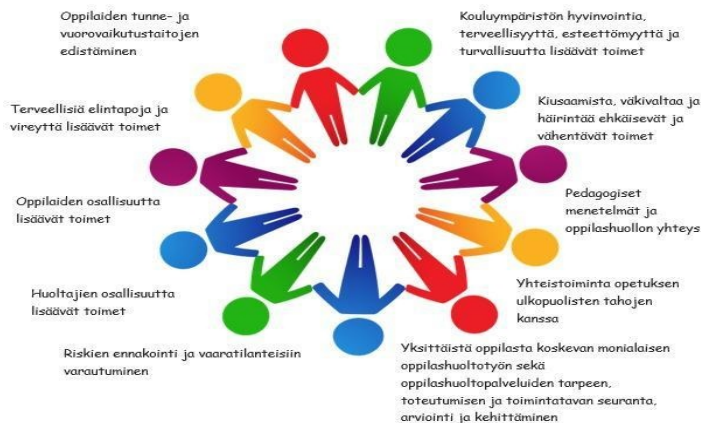 Oppilaiden tunne- ja
vuorovaikutustaitojen
edistäminen
Kouluympäristön hyvinvointia,
terveellisyyttä, esteettömyyttä ja
turvallisuutta lisäävät toimet
Terveellisiä elintapoja ja
vireyttä lisäävät toimet
Kiusaamista, väkivaltaa ja
häirintää ehkäisevät ja
vähentävät toimet
Oppilaiden osallisuutta
lisäävät toimet
Pedagogiset
menetelmät ja
oppilashuollon yhteys
Huoltajien osallisuutta
lisäävät toimet
Yhteistoiminta opetuksen
ulkopuolisten tahojen
kanssa
Riskien ennakointi ja vaaratilanteisiin
varautuminen
Yksittäistä oppilasta koskevan monialaisen
oppilashuoltotyön sekä
oppilashuoltopalveluiden tarpeen,
toteutumisen ja toimintatavan seuranta,
arviointi ja kehittäminen